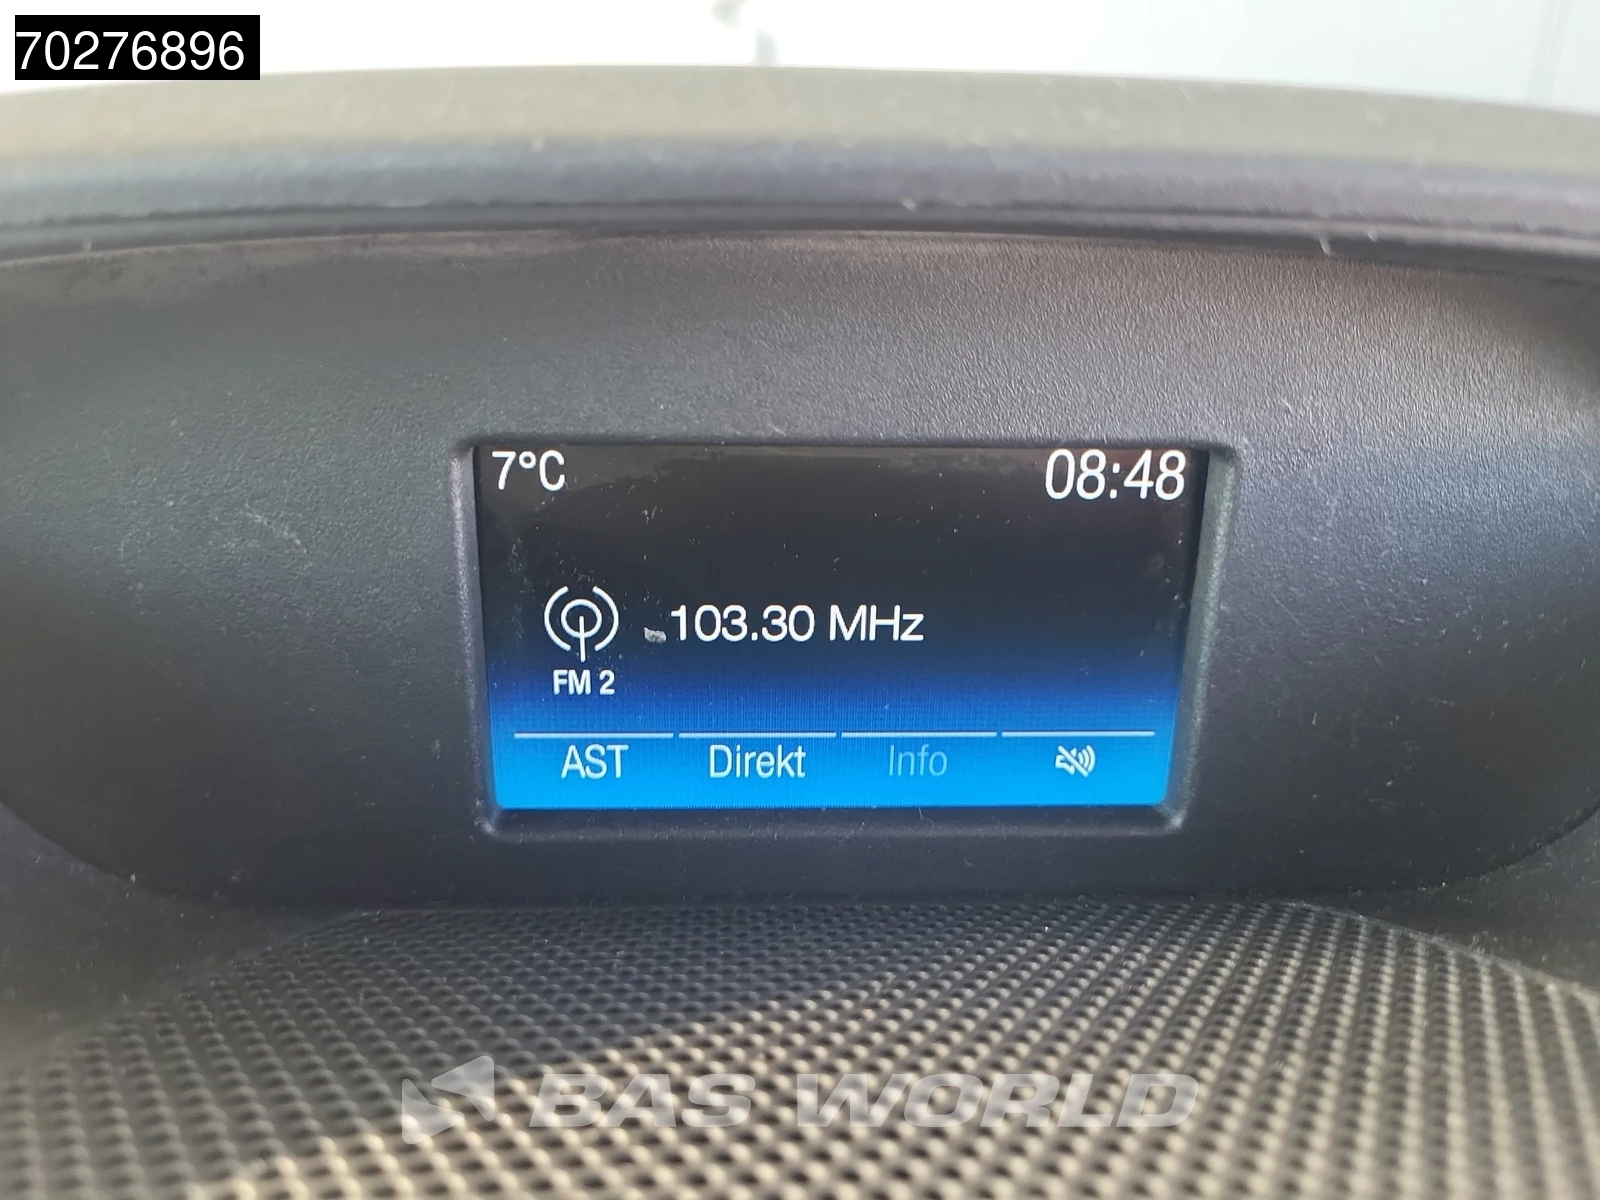 70276896
7°C 08:48
103.30 MHz
FM 2
AST Direkt Info
BAS WORLD